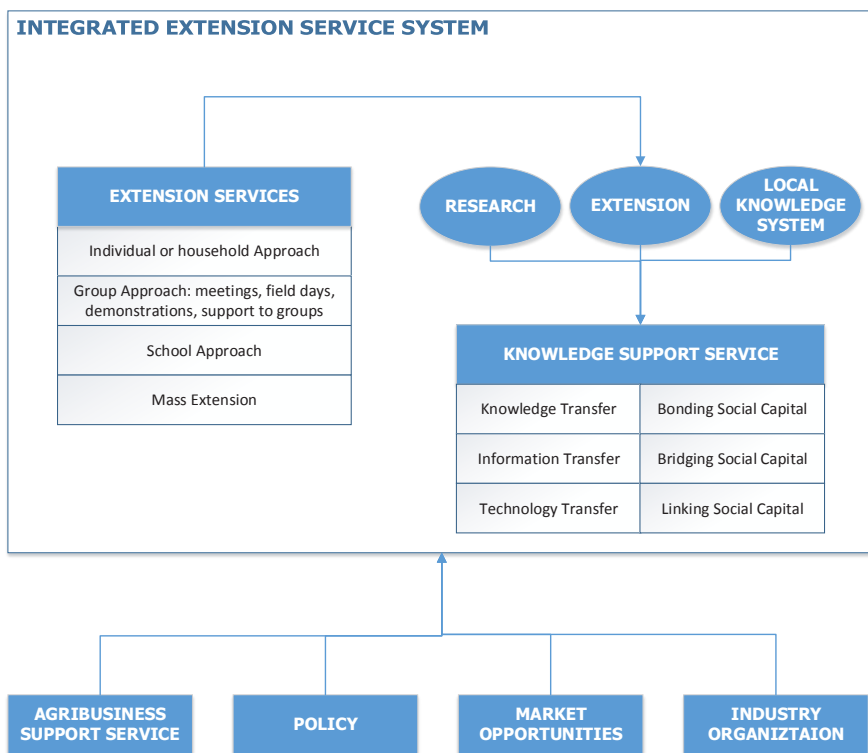 INTEGRATED EXTENSION SERVICE SYSTEM
EXTENSION SERVICES
Individual or household Approach
Group Approach: meetings, field days,
demonstrations, support to groups
School Approach
Mass Extension
RESEARCH
EXTENSION
LOCAL
KNOWLEDGE
SYSTEM
KNOWLEDGE SUPPORT SERVICE
Knowledge Transfer
Bonding Social Capital
Information Transfer
Bridging Social Capital
Technology Transfer
Linking Social Capital
AGRIBUSINESS
SUPPORT SERVICE
POLICY
MARKET
OPPORTUNITIES
INDUSTRY
ORGANIZTAION